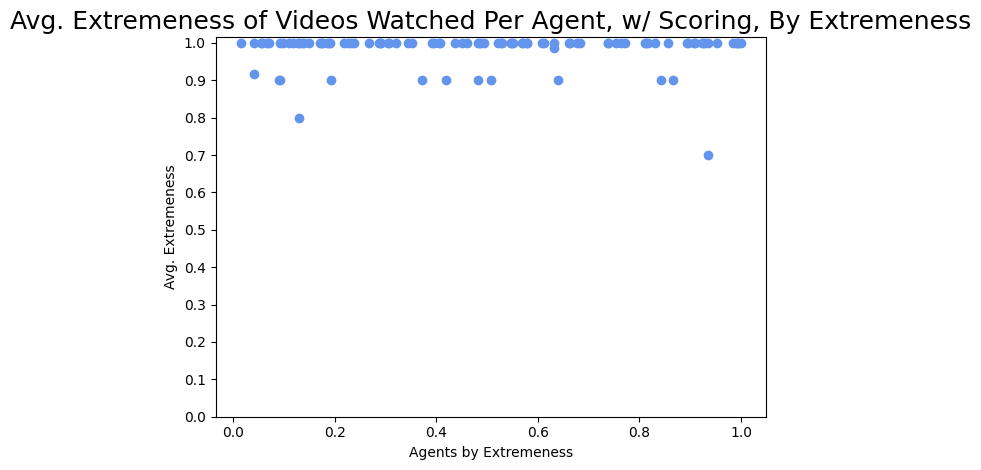 Avg. Extremeness of Videos Watched Per Agent, w/ Scoring, By Extremeness
1.0
0.9
0.8
0.7
0.6
0.5
0.4
0.3
0.2
0.1
0.0
Avg. Extremeness
0.0 0.2 0.4 0.6 0.8 1.0
Agents by Extremeness